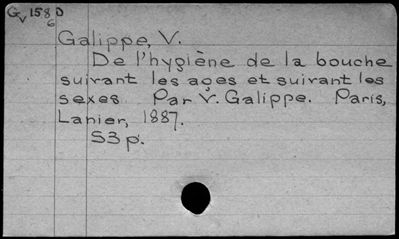 Gv 158 D
6
Galippe, V.
De l'hygiène de la bouche
suivant les ages et suivant les
sexes. Par V. Galippe. Paris,
Lanier, 1887.
53 p.